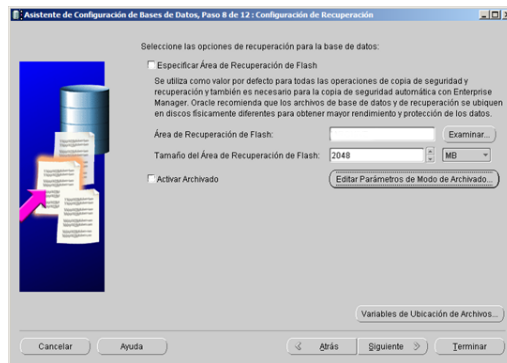 Asistente de Configuración de Bases de Datos, Paso 8 de 12 : Configuración de Recuperación
Seleccione las opciones de recuperación para la base de datos:
Especificar Área de Recuperación de Flash
Se utiliza como valor por defecto para todas las operaciones de copia de seguridad y
recuperación y también es necesario para la copia de seguridad automática con Enterprise
Manager. Oracle recomienda que los archivos de base de datos y de recuperación se ubiquen
en discos físicamente diferentes para obtener mayor rendimiento y protección de los datos.
Área de Recuperación de Flash:
Examinar...
Tamaño del Área de Recuperación de Flash: 2048 MB
Activar Archivado
Editar Parámetros de Modo de Archivado...
Variables de Ubicación de Archivos...
Cancelar Ayuda Atrás Siguiente Terminar